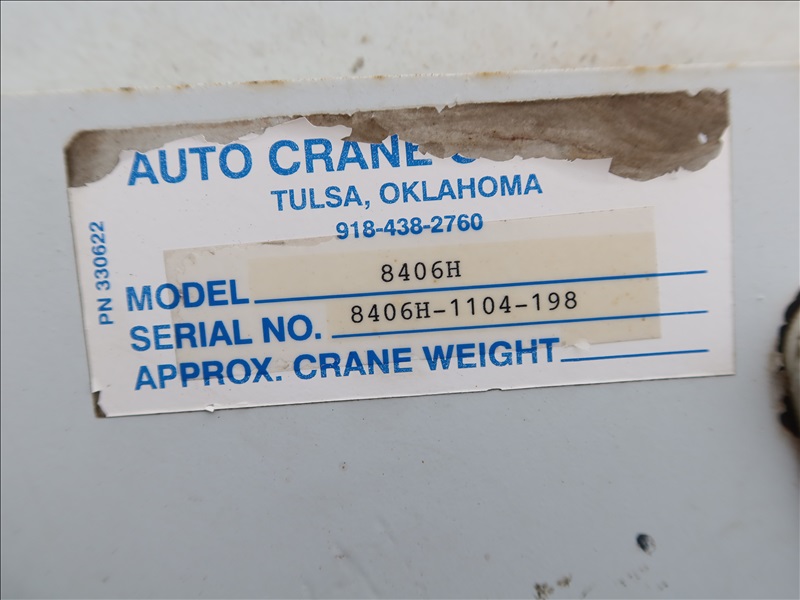 AUTO CRANE
TULSA, OKLAHOMA
918-438-2760
PN 330622
MODEL 8406H
SERIAL NO. 8406H-1104-198
APPROX. CRANE WEIGHT